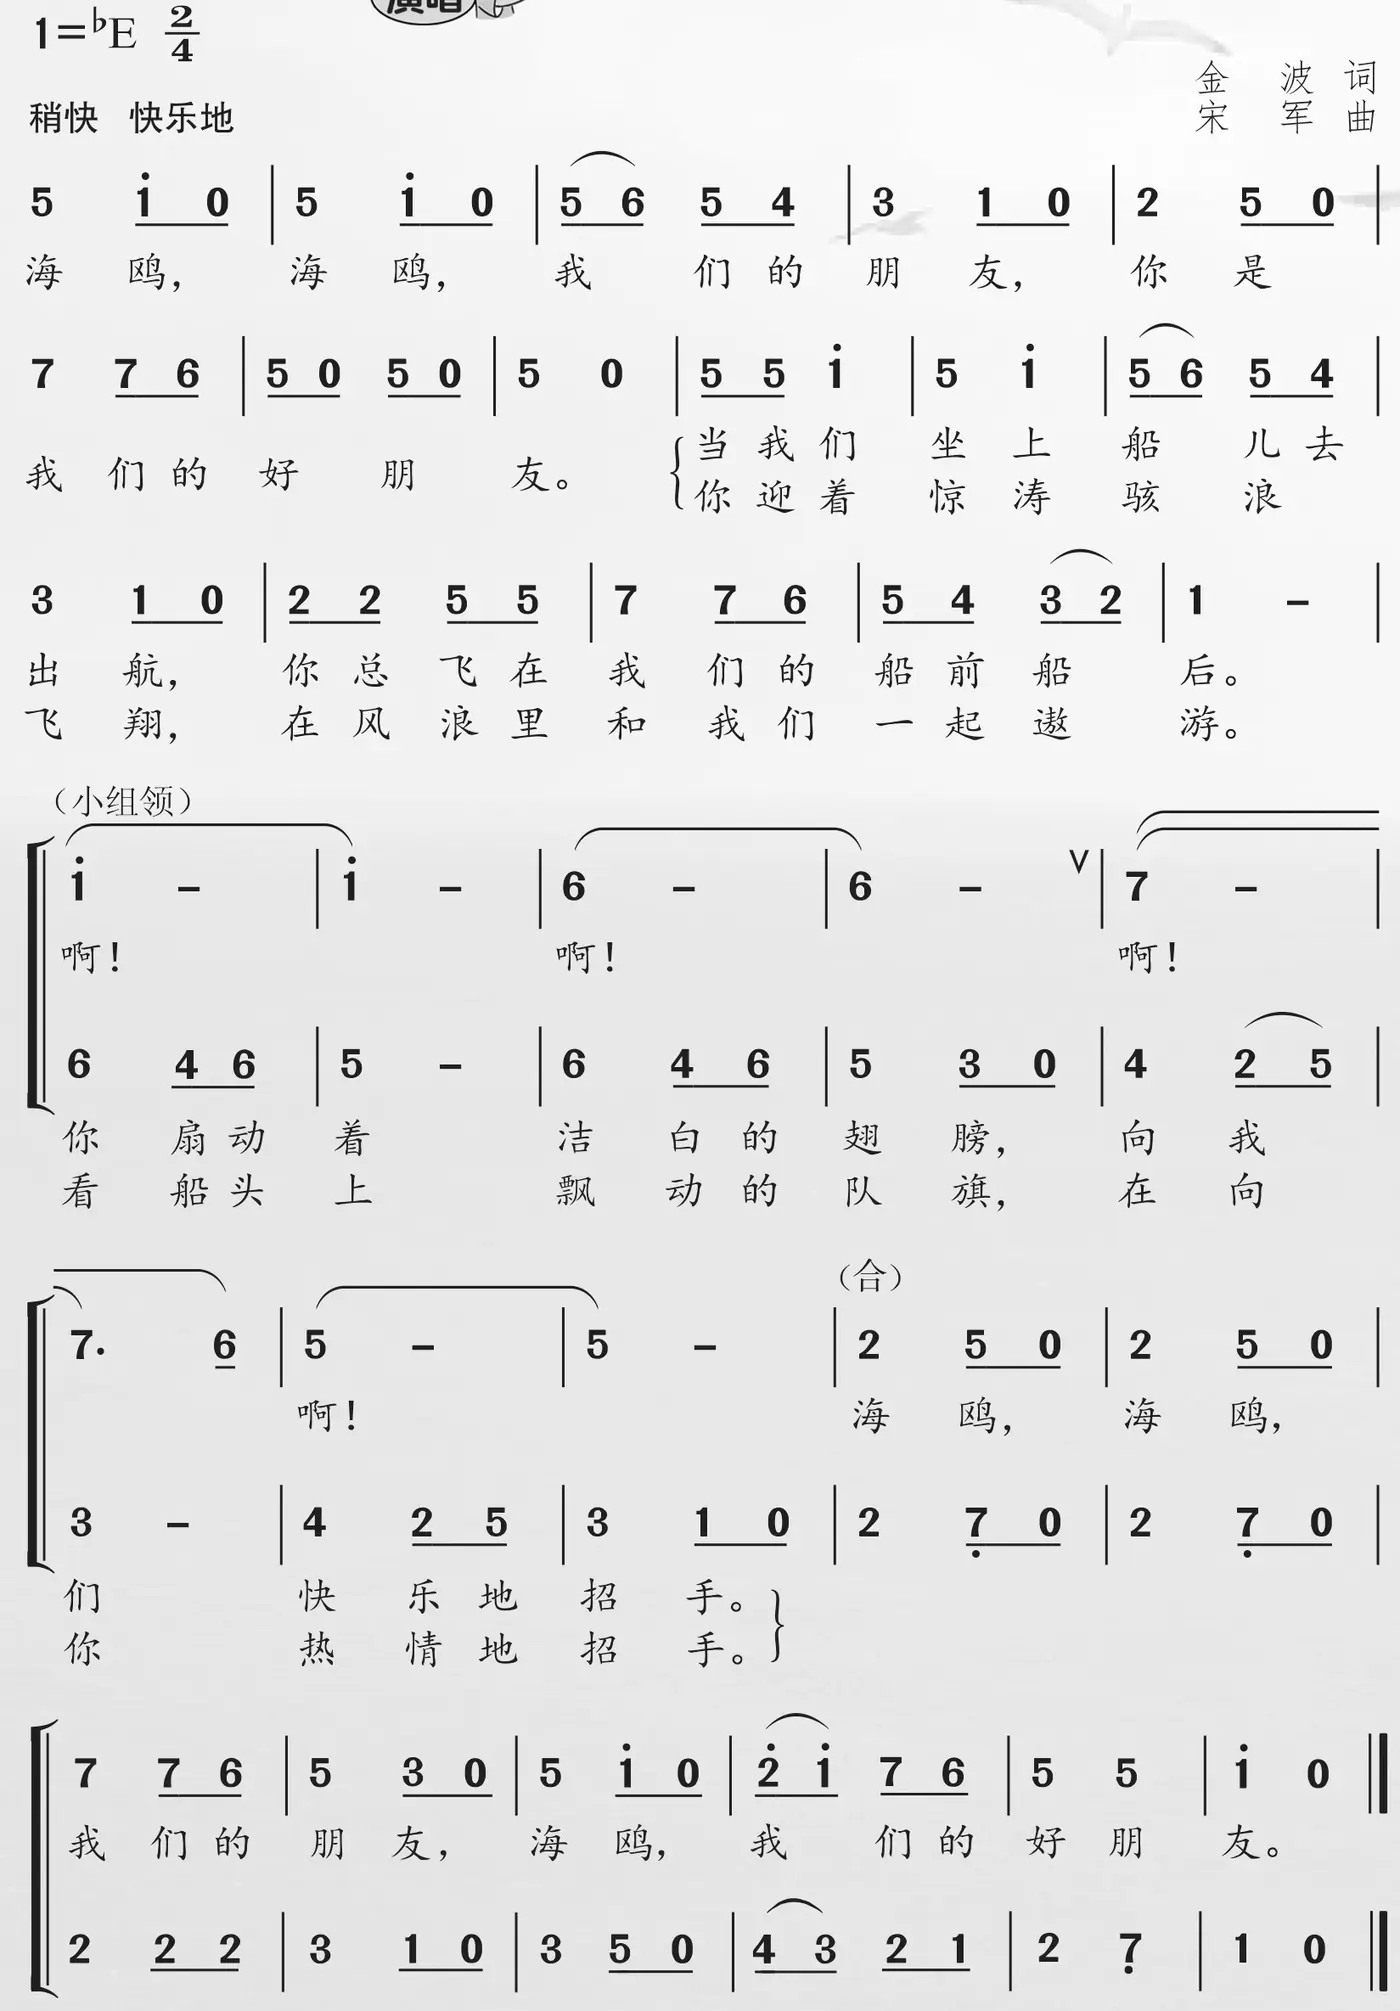 演唱
1=♭E 2/4
金 波 词
稍快 快乐地
宋 军 曲
5 i̇ 0 | 5 i̇ 0 | 5 6 5 4 | 3 1 0 | 2 5 0 |
海 鸥, 海 鸥, 我 们 的 朋 友, 你 是
7 7 6 | 5 0 5 0 | 5 0 | 5 5 i̇ | 5 i̇ | 5 6 5 4 |
当 我 们 坐 上 船 儿 去
我 们 的 好 朋 友。
你 迎 着 惊 涛 骇 浪
3 1 0 | 2 2 5 5 | 7 7 6 | 5 4 3 2 | 1 – |
出 航, 你 总 飞 在 我 们 的 船 前 船 后。
飞 翔, 在 风 浪 里 和 我 们 一 起 遨 游。
(小组领)
i̇ – | i̇ – | 6 – | 6 – ∨ | 7 – |
啊! 啊! 啊!
6 4 6 | 5 – | 6 4 6 | 5 3 0 | 4 2 5 |
你 扇 动 着 洁 白 的 翅 膀, 向 我
看 船 头 上 飘 动 的 队 旗, 在 向
(合)
7. 6 | 5 – | 5 – | 2 5 0 | 2 5 0 |
啊! 海 鸥, 海 鸥,
3 – | 4 2 5 | 3 1 0 | 2 7̣ 0 | 2 7̣ 0 |
们 快 乐 地 招 手。
你 热 情 地 招 手。
7 7 6 | 5 3 0 | 5 i̇ 0 | 2̇ i̇ 7 6 | 5 5 | i̇ 0 ‖
我 们 的 朋 友, 海 鸥, 我 们 的 好 朋 友。
2 2 2 | 3 1 0 | 3 5 0 | 4 3 2 1 | 2 7̣ | 1 0 ‖